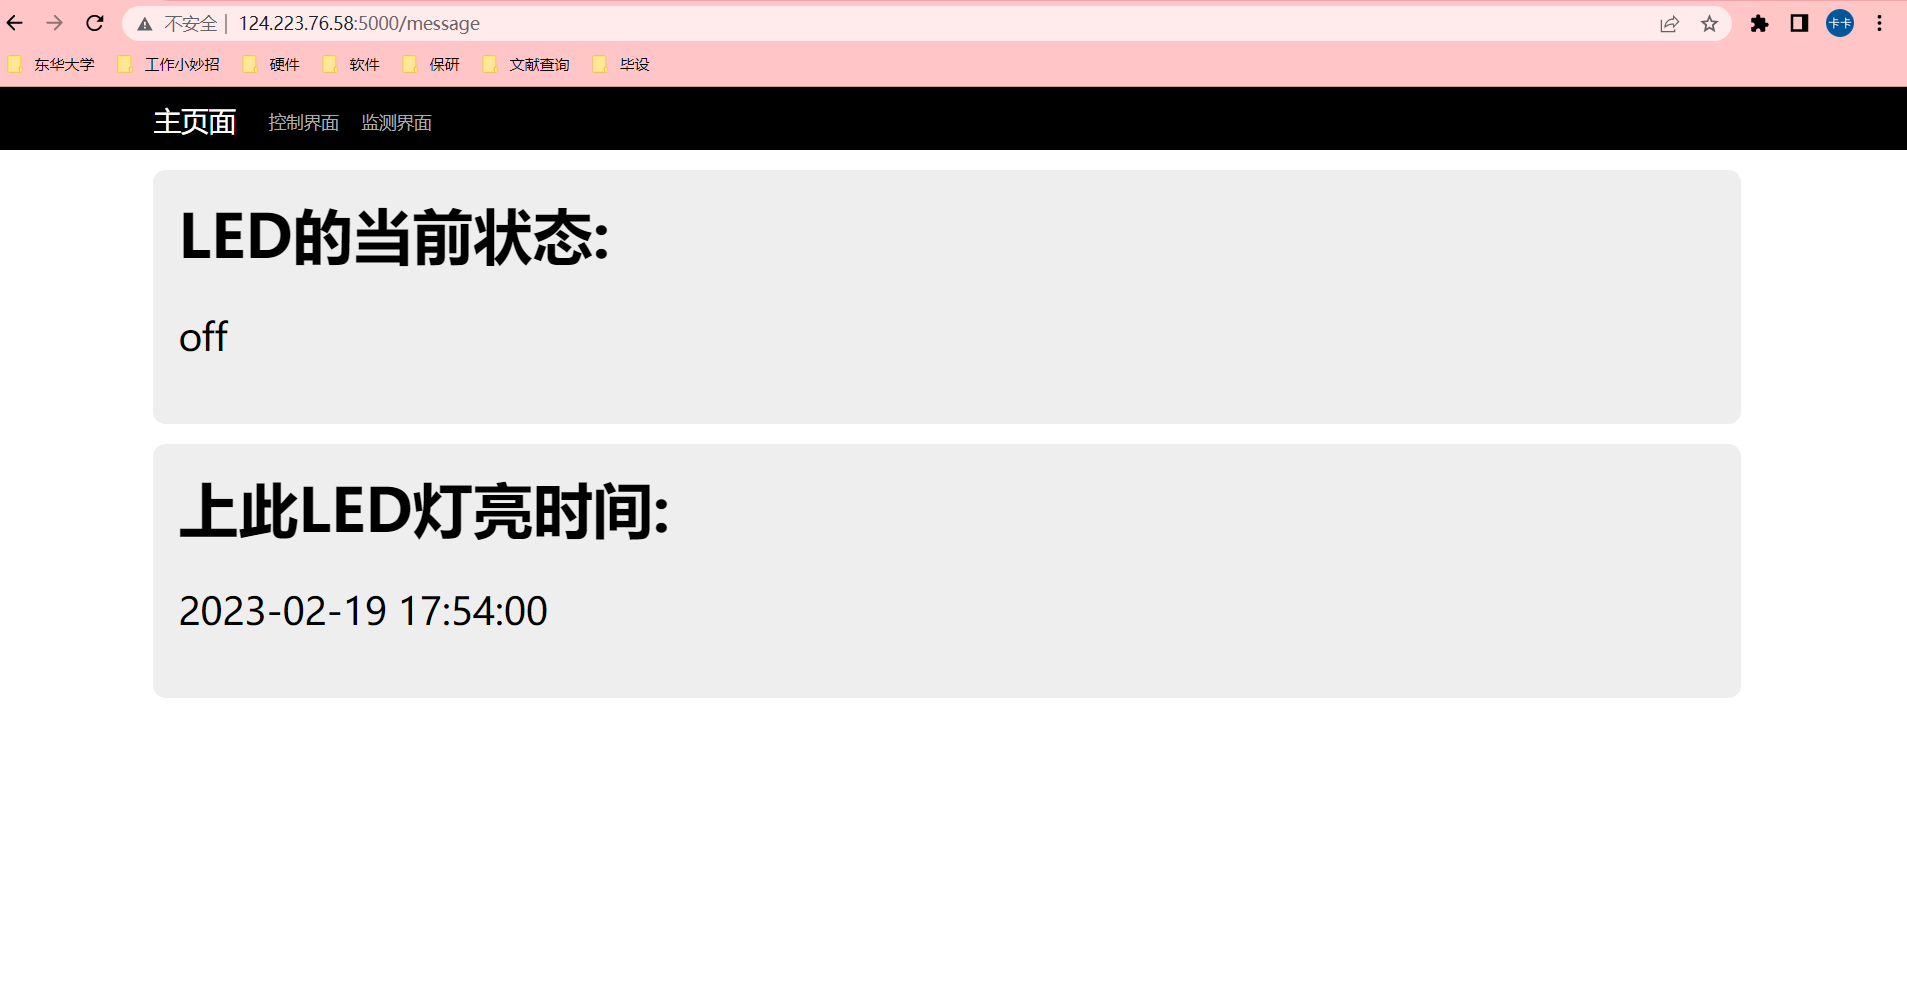 不安全 | 124.223.76.58:5000/message
卡卡
东华大学 工作小妙招 硬件 软件 保研 文献查询 毕设
主页面 控制界面 监测界面
LED的当前状态:
off
上此LED灯亮时间:
2023-02-19 17:54:00